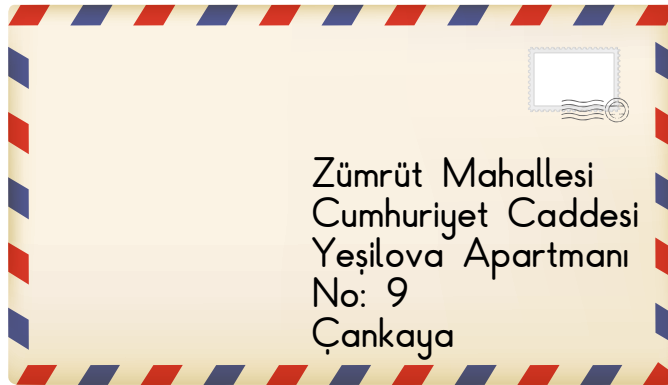 Zümrüt Mahallesi
Cumhuriyet Caddesi
Yeşilova Apartmanı
No: 9
Çankaya